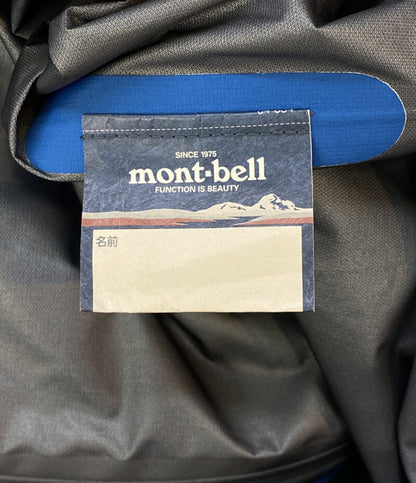 SINCE 1975
mont-bell
FUNCTION IS BEAUTY
名前